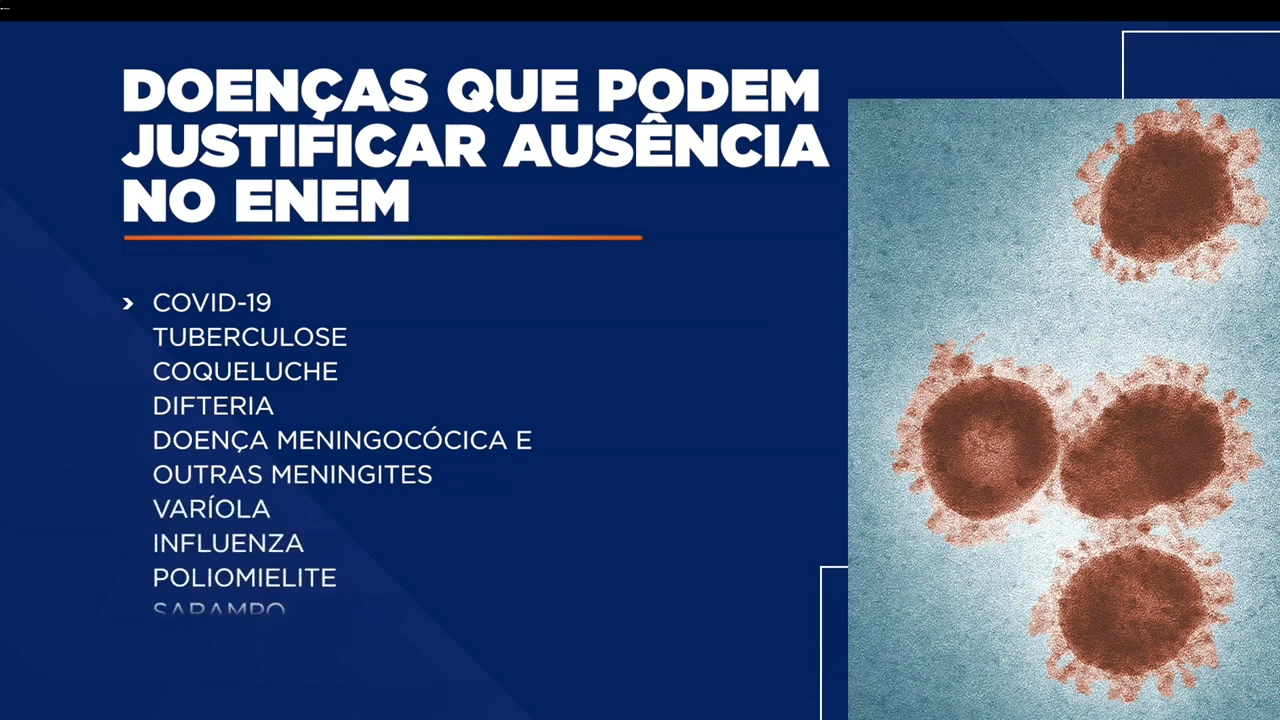 DOENÇAS QUE PODEM
JUSTIFICAR AUSÊNCIA
NO ENEM
COVID-19
TUBERCULOSE
COQUELUCHE
DIFTERIA
DOENÇA MENINGOCÓCICA E
OUTRAS MENINGITES
VARÍOLA
INFLUENZA
POLIOMIELITE
SARAMPO